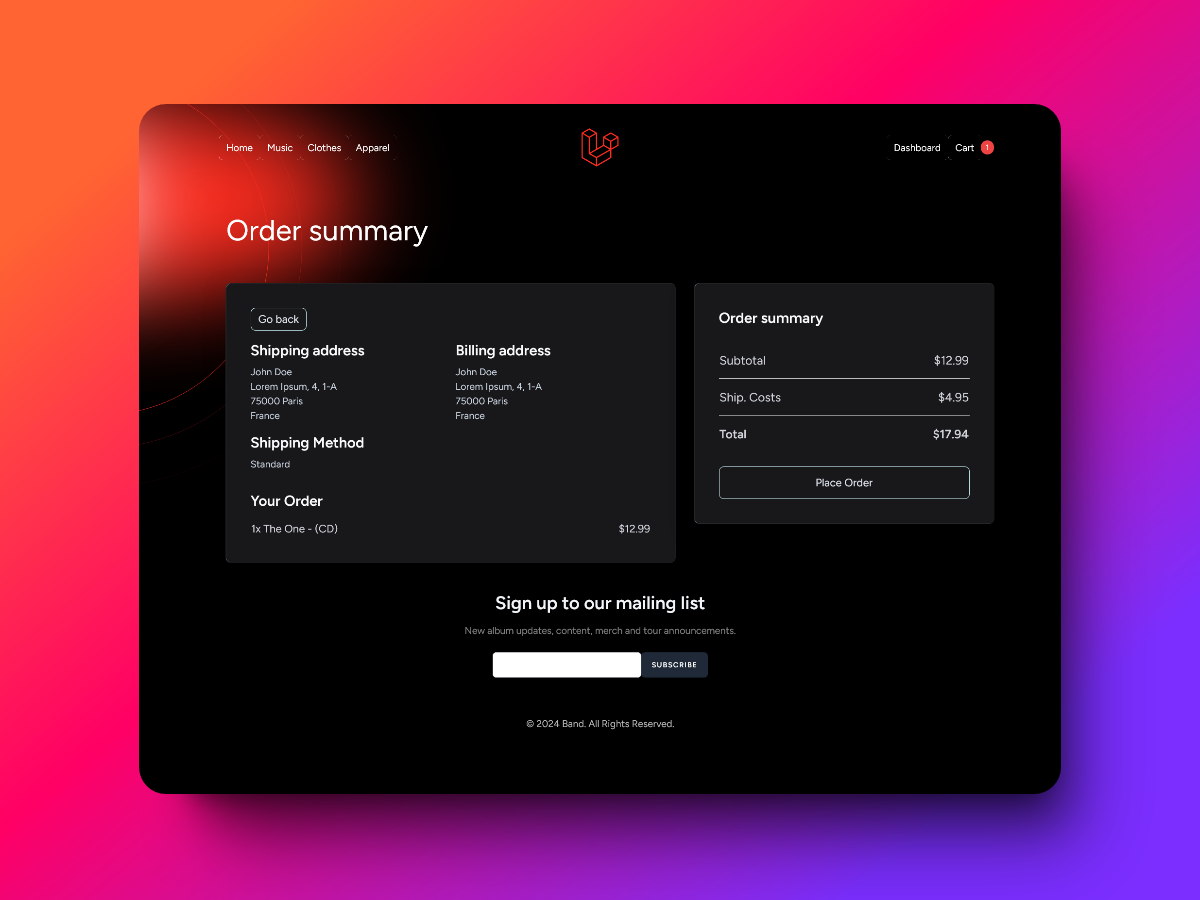 Home Music Clothes Apparel Dashboard Cart 1
Order summary
Go back
Shipping address
John Doe
Lorem Ipsum, 4, 1-A
75000 Paris
France
Billing address
John Doe
Lorem Ipsum, 4, 1-A
75000 Paris
France
Shipping Method
Standard
Your Order
1x The One - (CD) $12.99
Order summary
Subtotal $12.99
Ship. Costs $4.95
Total $17.94
Place Order
Sign up to our mailing list
New album updates, content, merch and tour announcements.
SUBSCRIBE
© 2024 Band. All Rights Reserved.